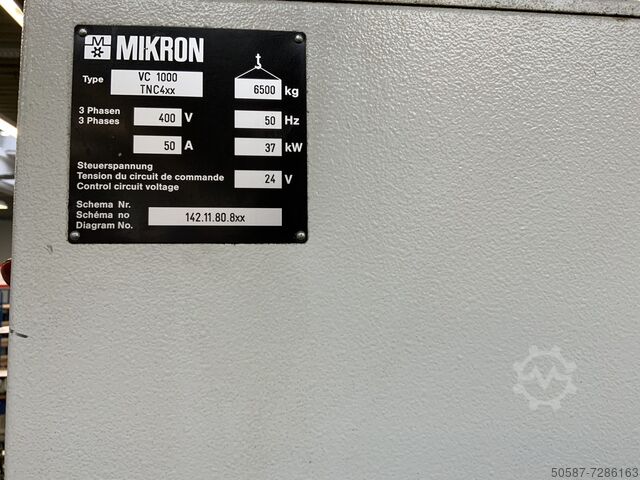 MIKRON
Type VC 1000
TNC4xx
6500 kg
3 Phasen
3 Phases
400 V
50 Hz
50 A
37 kW
Steuerspannung
Tension du circuit de commande
Control circuit voltage
24 V
Schema Nr.
Schéma no
Diagram No.
142.11.80.8xx
50587-7286163